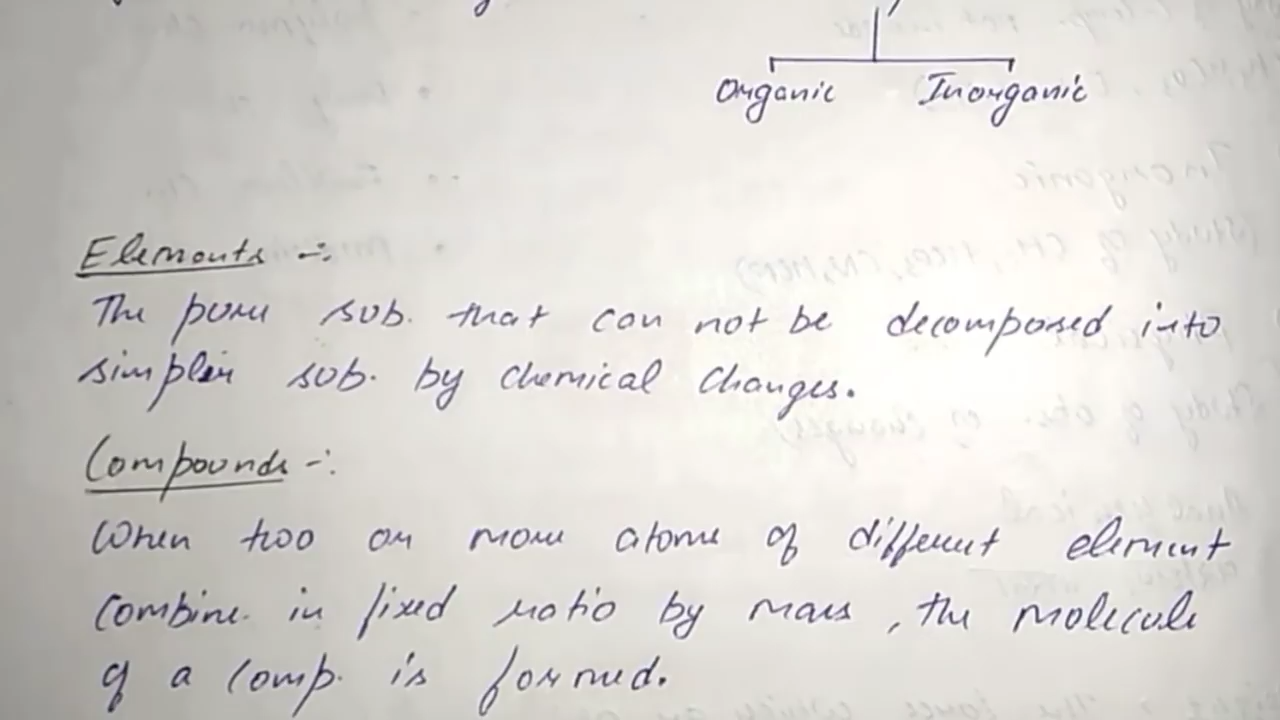 Organic Inorganic
Elements :-
The pure sub. that can not be decomposed into
simpler sub. by chemical changes.
Compounds :-
When two or more atoms of different element
combine in fixed ratio by mass, the molecule
of a comp. is formed.